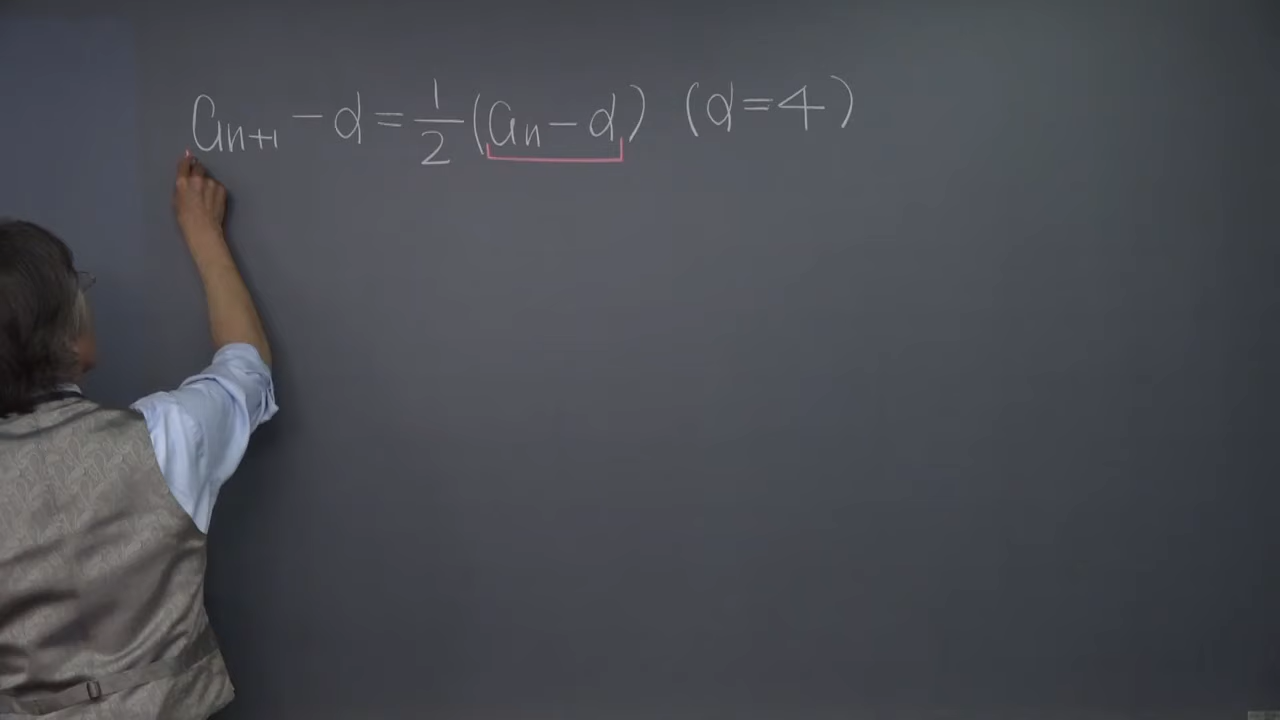 aₙ₊₁ − α = 1/2 (aₙ − α) (α = 4)